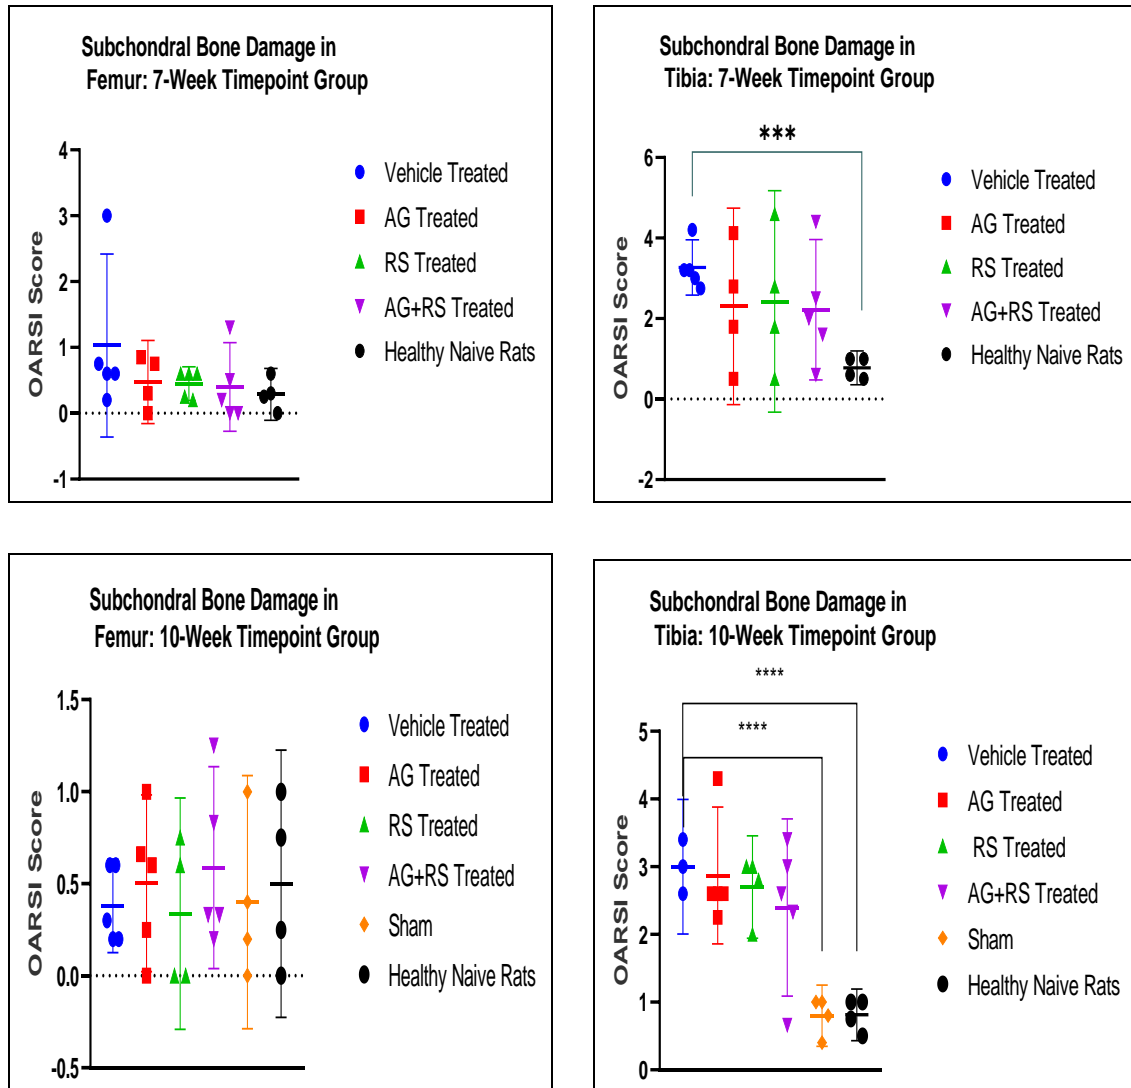 Subchondral Bone Damage in
Femur: 7-Week Timepoint Group
OARSI Score
4
3
2
1
0
-1
Vehicle Treated
AG Treated
RS Treated
AG+RS Treated
Healthy Naive Rats
Subchondral Bone Damage in
Tibia: 7-Week Timepoint Group
***
OARSI Score
6
4
2
0
-2
Vehicle Treated
AG Treated
RS Treated
AG+RS Treated
Healthy Naive Rats
Subchondral Bone Damage in
Femur: 10-Week Timepoint Group
OARSI Score
1.5
1.0
0.5
0.0
-0.5
Vehicle Treated
AG Treated
RS Treated
AG+RS Treated
Sham
Healthy Naive Rats
Subchondral Bone Damage in
Tibia: 10-Week Timepoint Group
****
****
OARSI Score
5
4
3
2
1
0
Vehicle Treated
AG Treated
RS Treated
AG+RS Treated
Sham
Healthy Naive Rats